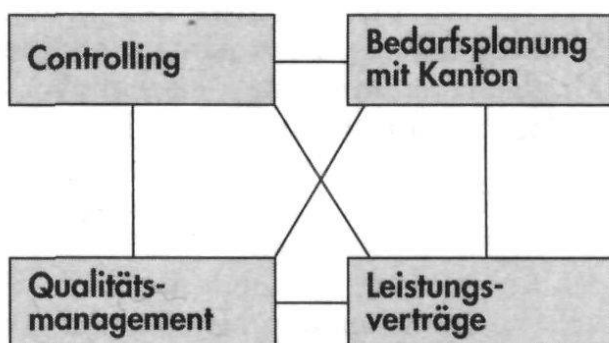 Controlling
Bedarfsplanung
mit Kanton
Qualitäts-
management
Leistungs-
verträge